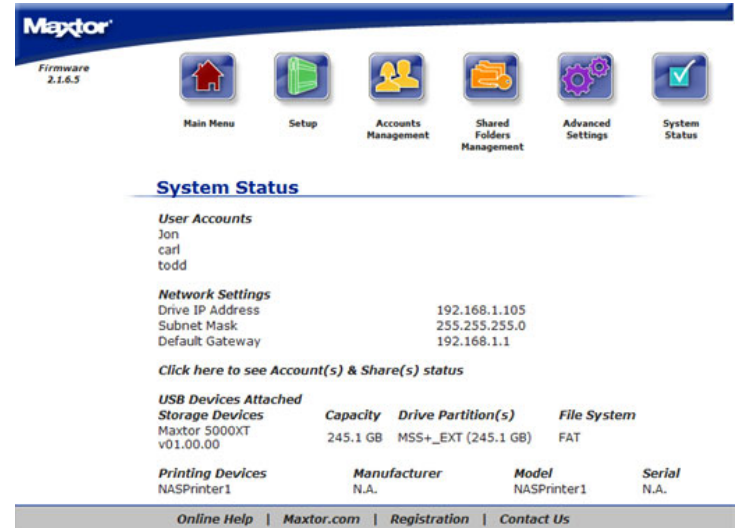 Maxtor
Firmware
2.1.6.5
Main Menu
Setup
Accounts
Management
Shared
Folders
Management
Advanced
Settings
System
Status
System Status
User Accounts
Jon
carl
todd
Network Settings
Drive IP Address 192.168.1.105
Subnet Mask 255.255.255.0
Default Gateway 192.168.1.1
Click here to see Account(s) & Share(s) status
USB Devices Attached
Storage Devices Capacity Drive Partition(s) File System
Maxtor 5000XT
v01.00.00 245.1 GB MSS+_EXT (245.1 GB) FAT
Printing Devices Manufacturer Model Serial
NASPrinter1 N.A. NASPrinter1 N.A.
Online Help | Maxtor.com | Registration | Contact Us